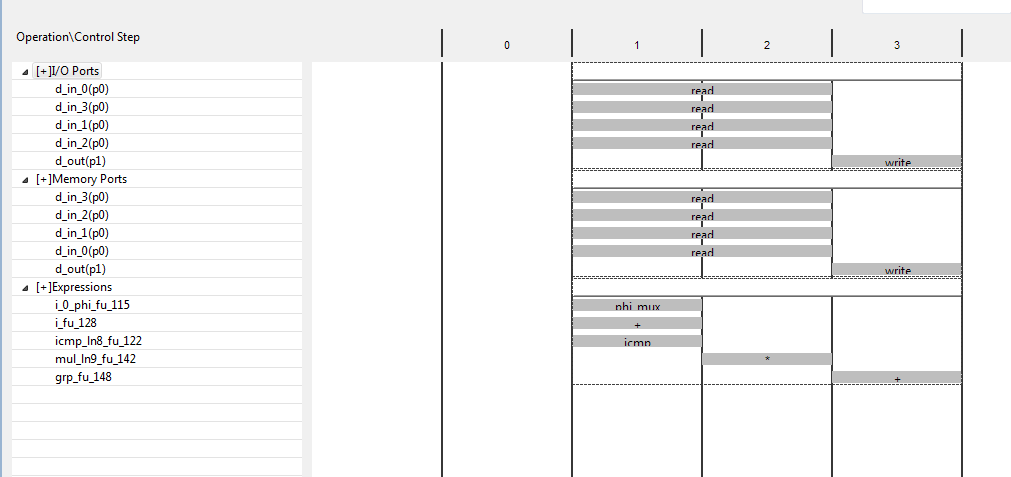 Operation\Control Step 0 1 2 3
[+]I/O Ports
d_in_0(p0) read
d_in_3(p0) read
d_in_1(p0) read
d_in_2(p0) read
d_out(p1) write
[+]Memory Ports
d_in_3(p0) read
d_in_2(p0) read
d_in_1(p0) read
d_in_0(p0) read
d_out(p1) write
[+]Expressions
i_0_phi_fu_115 phi_mux
i_fu_128 +
icmp_ln8_fu_122 icmp
mul_ln9_fu_142 *
grp_fu_148 +